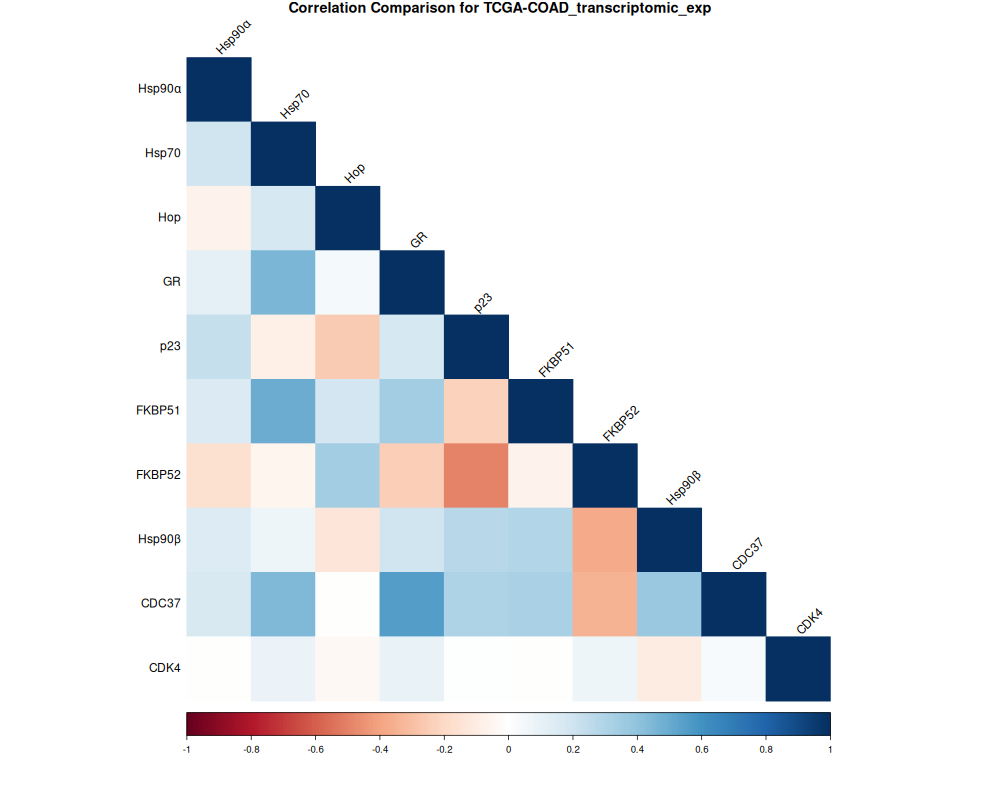 Correlation Comparison for TCGA-COAD_transcriptomic_exp
Hsp90α
Hsp90α
Hsp70
Hsp70
Hop
Hop
GR
GR
p23
p23
FKBP51
FKBP51
FKBP52
FKBP52
Hsp90β
Hsp90β
CDC37
CDC37
CDK4
CDK4
-1 -0.8 -0.6 -0.4 -0.2 0 0.2 0.4 0.6 0.8 1